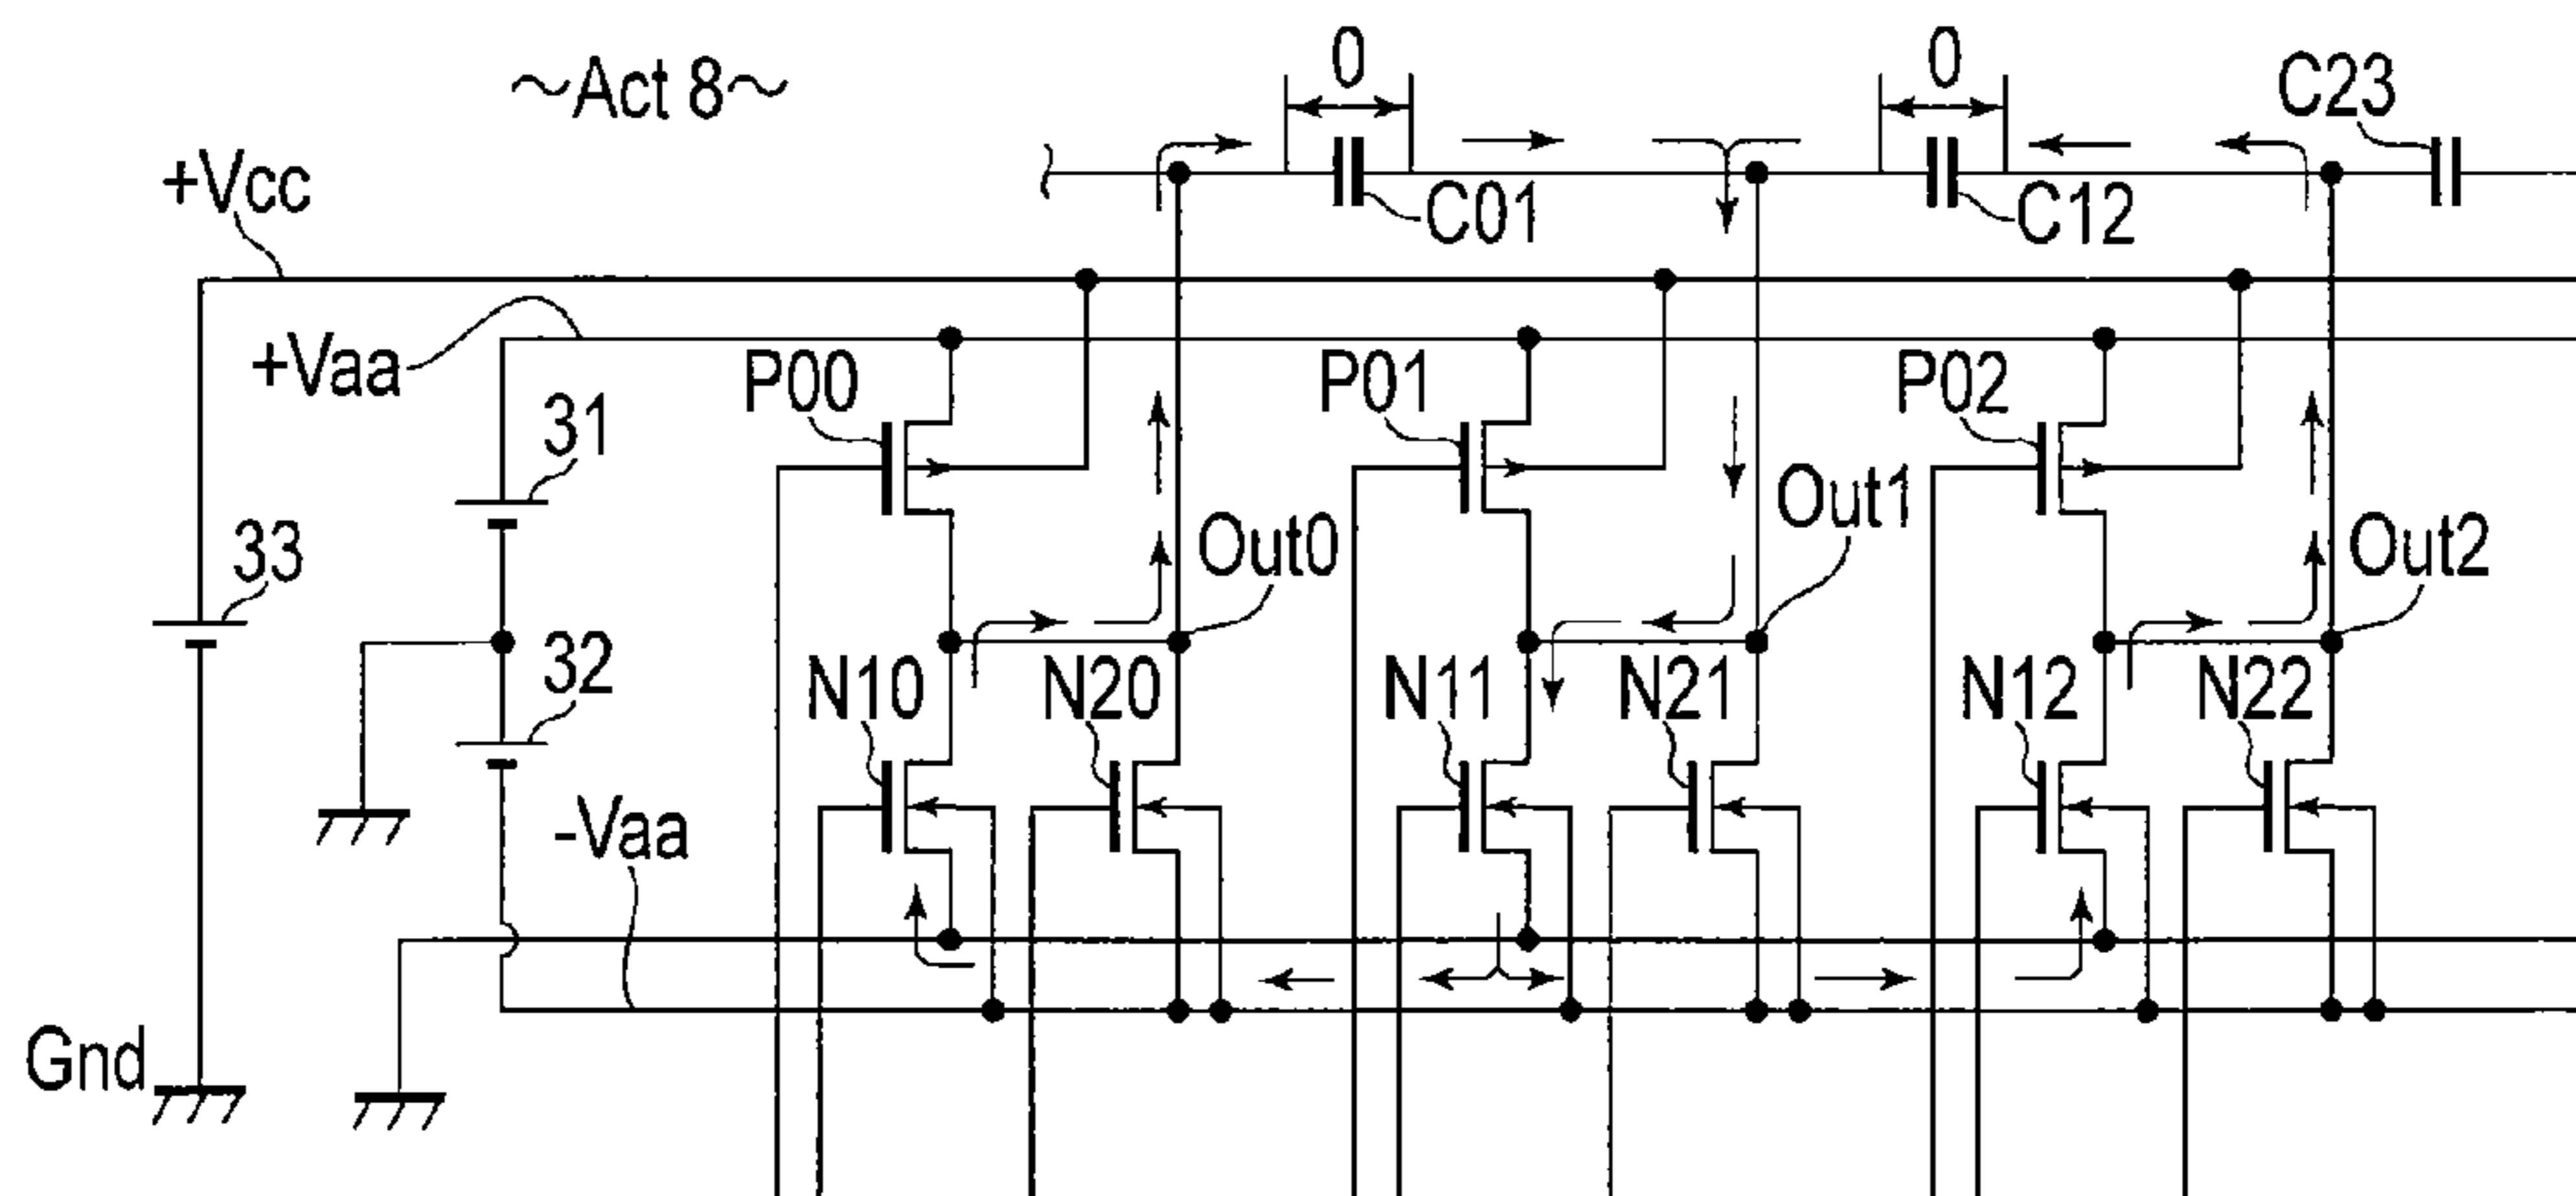 ~Act 8~
0
0
C23
+Vcc
C01
C12
+Vaa
P00
P01
P02
31
Out1
33
Out0
Out2
32
N10
N20
N11
N21
N12
N22
-Vaa
Gnd